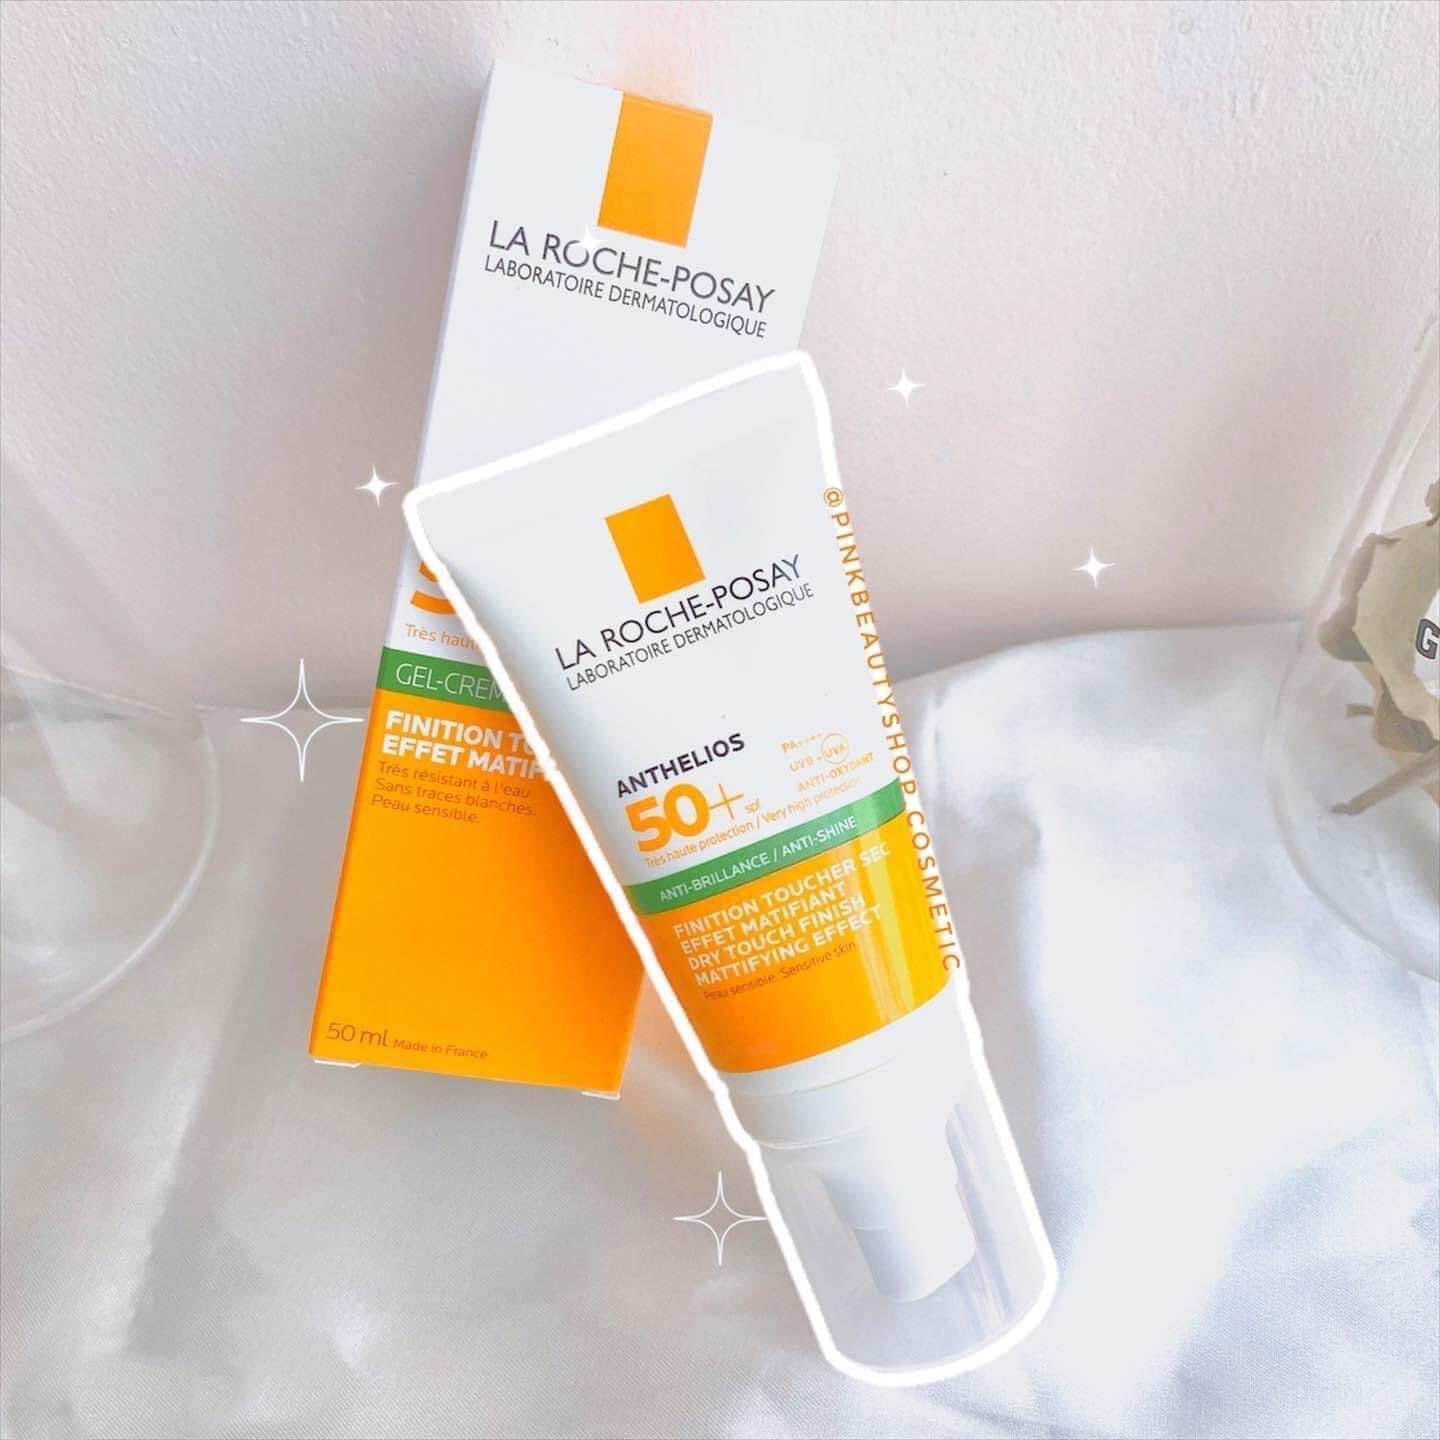 LA ROCHE-POSAY
LABORATOIRE DERMATOLOGIQUE
Très haute
GEL-CREM
FINITION TO
EFFET MATIF
Très résistant à l'eau
Sans traces blanches.
Peau sensible.
50 ml Made in France
LA ROCHE-POSAY
LABORATOIRE DERMATOLOGIQUE
ANTHELIOS
50+ spf
PA++++
UVB + UVA
ANTI-OXYDANT
Très haute protection / Very high protection
ANTI-BRILLANCE / ANTI-SHINE
FINITION TOUCHER SEC
EFFET MATIFIANT
DRY TOUCH FINISH
MATTIFYING EFFECT
Peau sensible. Sensitive skin
@PINKBEAUTYSHOP.COSMETIC
G